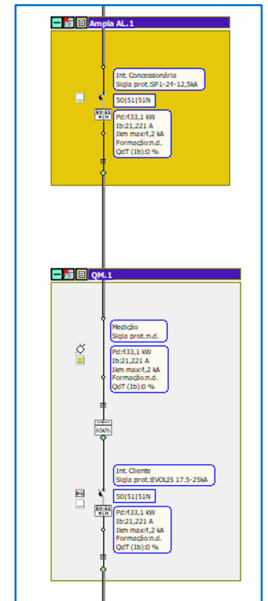 Ampla AL.1
Int. Concessionária
Sigla prot.:SF1-24-12,5kA
50|51|51N
Pd:433,1 kW
Ib:21,221 A
Ikm max:4,2 kA
Formação:n.d.
QdT (Ib):0 %
QM.1
Medição
Sigla prot.:n.d.
Pd:433,1 kW
Ib:21,221 A
Ikm max:4,2 kA
Formação:n.d.
QdT (Ib):0 %
kWh
Int. Cliente
Sigla prot.:EVOLIS 17.5-25kA
50|51|51N
Pd:433,1 kW
Ib:21,221 A
Ikm max:4,2 kA
Formação:n.d.
QdT (Ib):0 %